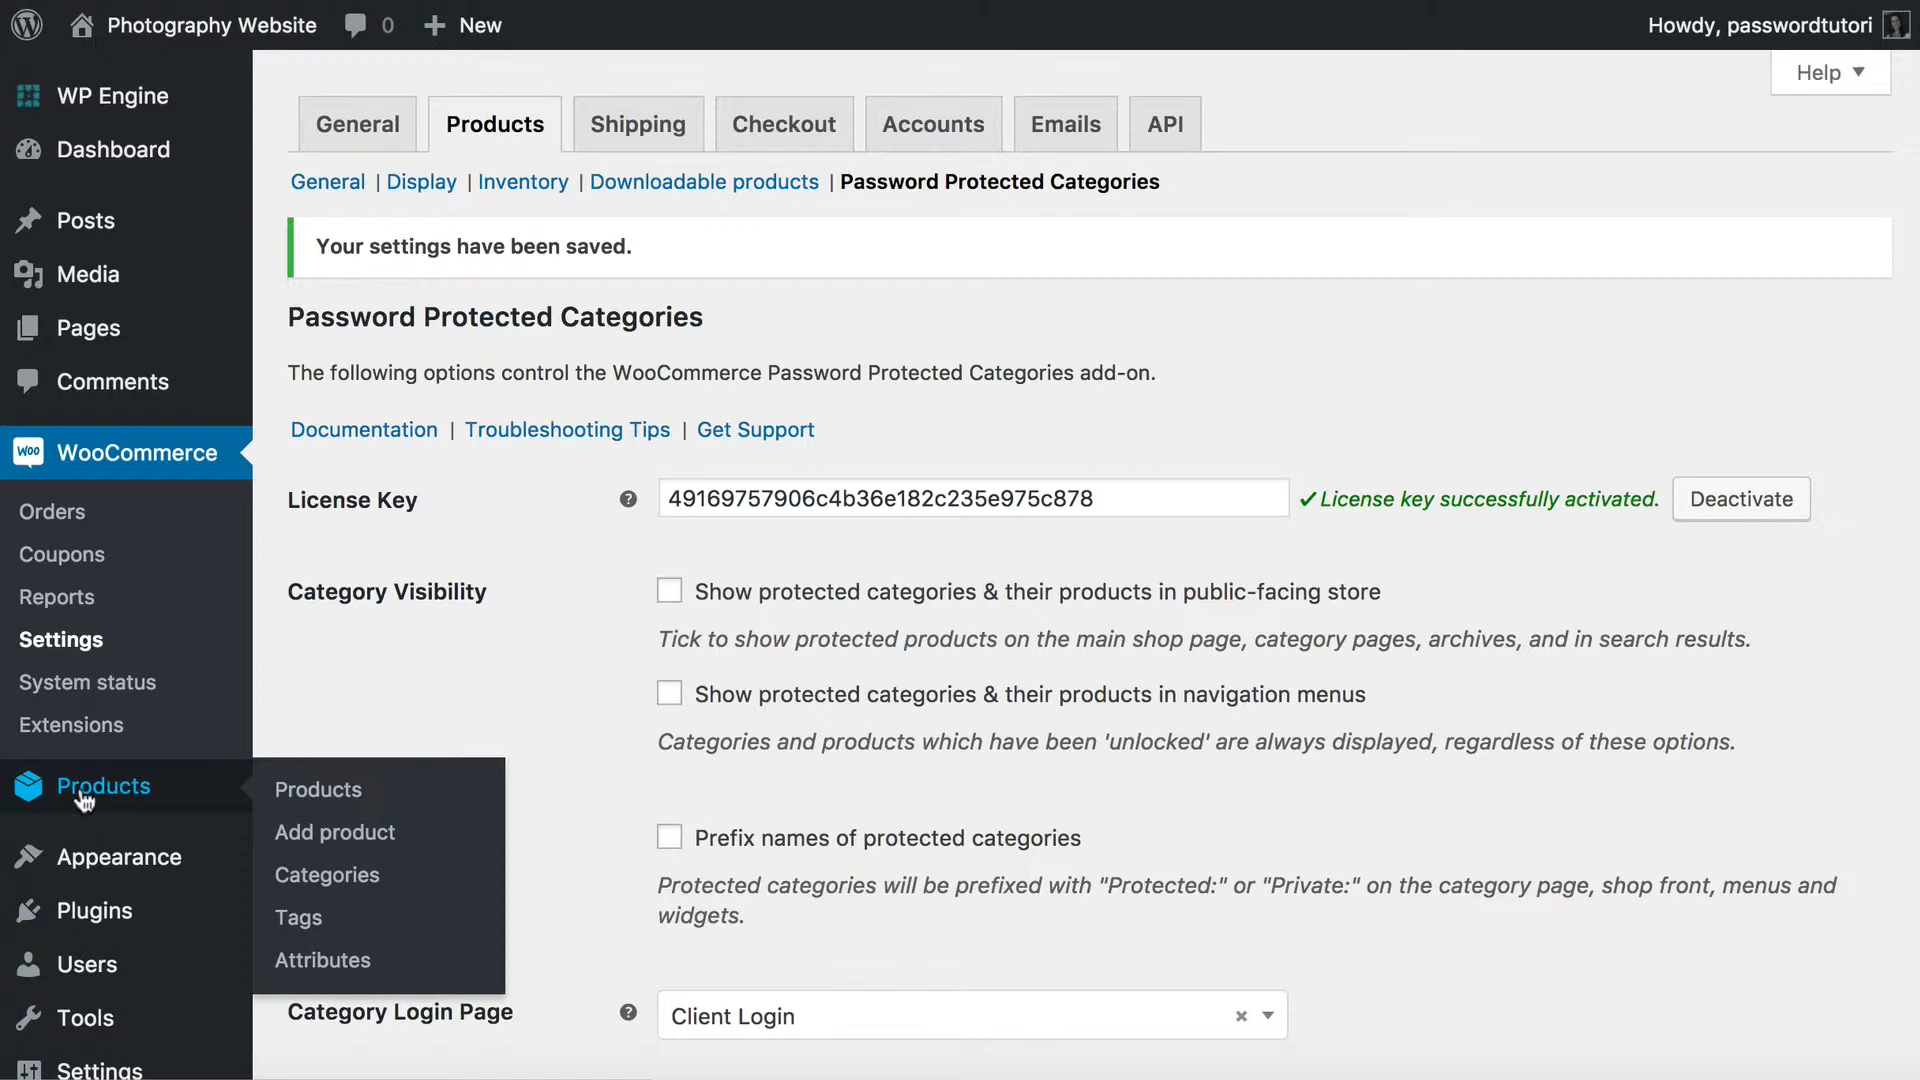 Photography Website 0 New Howdy, passwordtutori
Help
WP Engine
Dashboard
Posts
Media
Pages
Comments
WOO WooCommerce
Orders
Coupons
Reports
Settings
System status
Extensions
Products
Appearance
Plugins
Users
Tools
Settings
Products
Add product
Categories
Tags
Attributes
General Products Shipping Checkout Accounts Emails API
General | Display | Inventory | Downloadable products | Password Protected Categories
Your settings have been saved.
Password Protected Categories
The following options control the WooCommerce Password Protected Categories add-on.
Documentation | Troubleshooting Tips | Get Support
License Key ? 49169757906c4b36e182c235e975c878 ✓License key successfully activated. Deactivate
Category Visibility Show protected categories & their products in public-facing store
Tick to show protected products on the main shop page, category pages, archives, and in search results.
Show protected categories & their products in navigation menus
Categories and products which have been 'unlocked' are always displayed, regardless of these options.
Prefix names of protected categories
Protected categories will be prefixed with "Protected:" or "Private:" on the category page, shop front, menus and
widgets.
Category Login Page ? Client Login ×